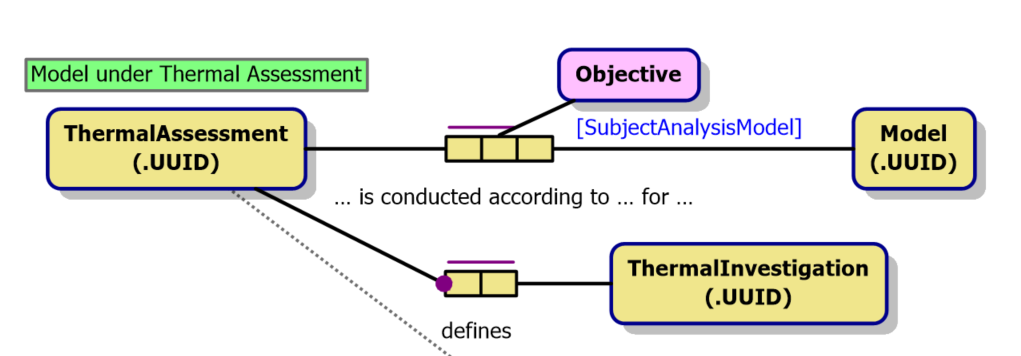 Model under Thermal Assessment
Objective
[SubjectAnalysisModel]
ThermalAssessment
(.UUID)
Model
(.UUID)
... is conducted according to ... for ...
ThermalInvestigation
(.UUID)
defines